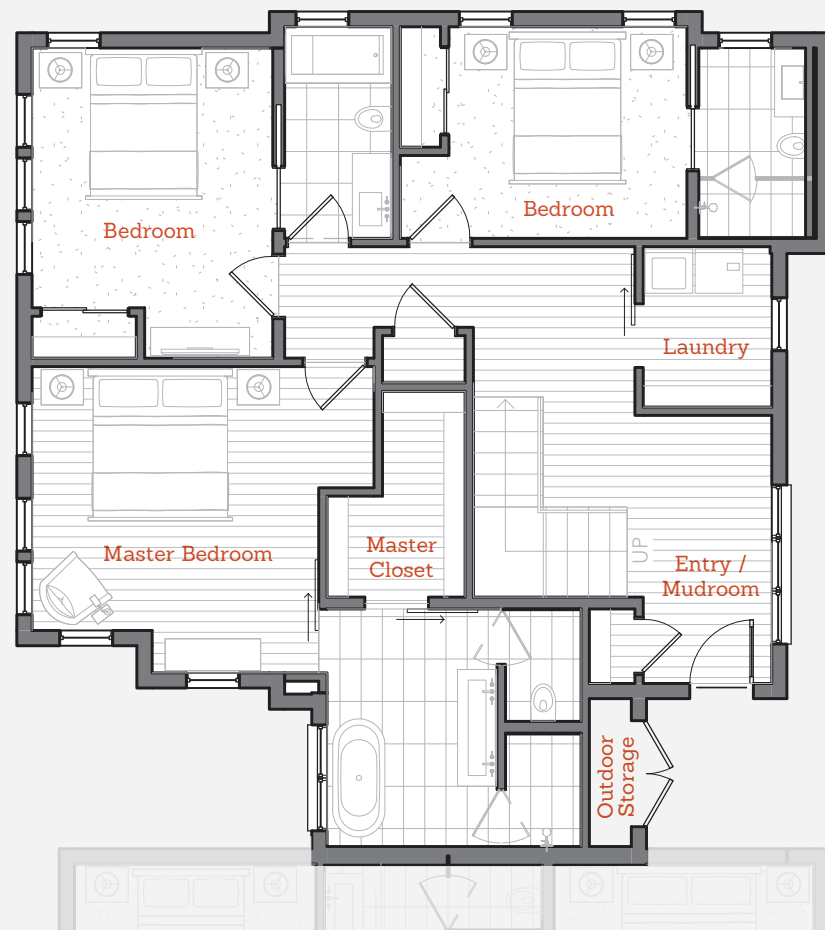 Bedroom
Bedroom
Laundry
Master Bedroom
Master
Closet
UP
Entry /
Mudroom
Outdoor
Storage